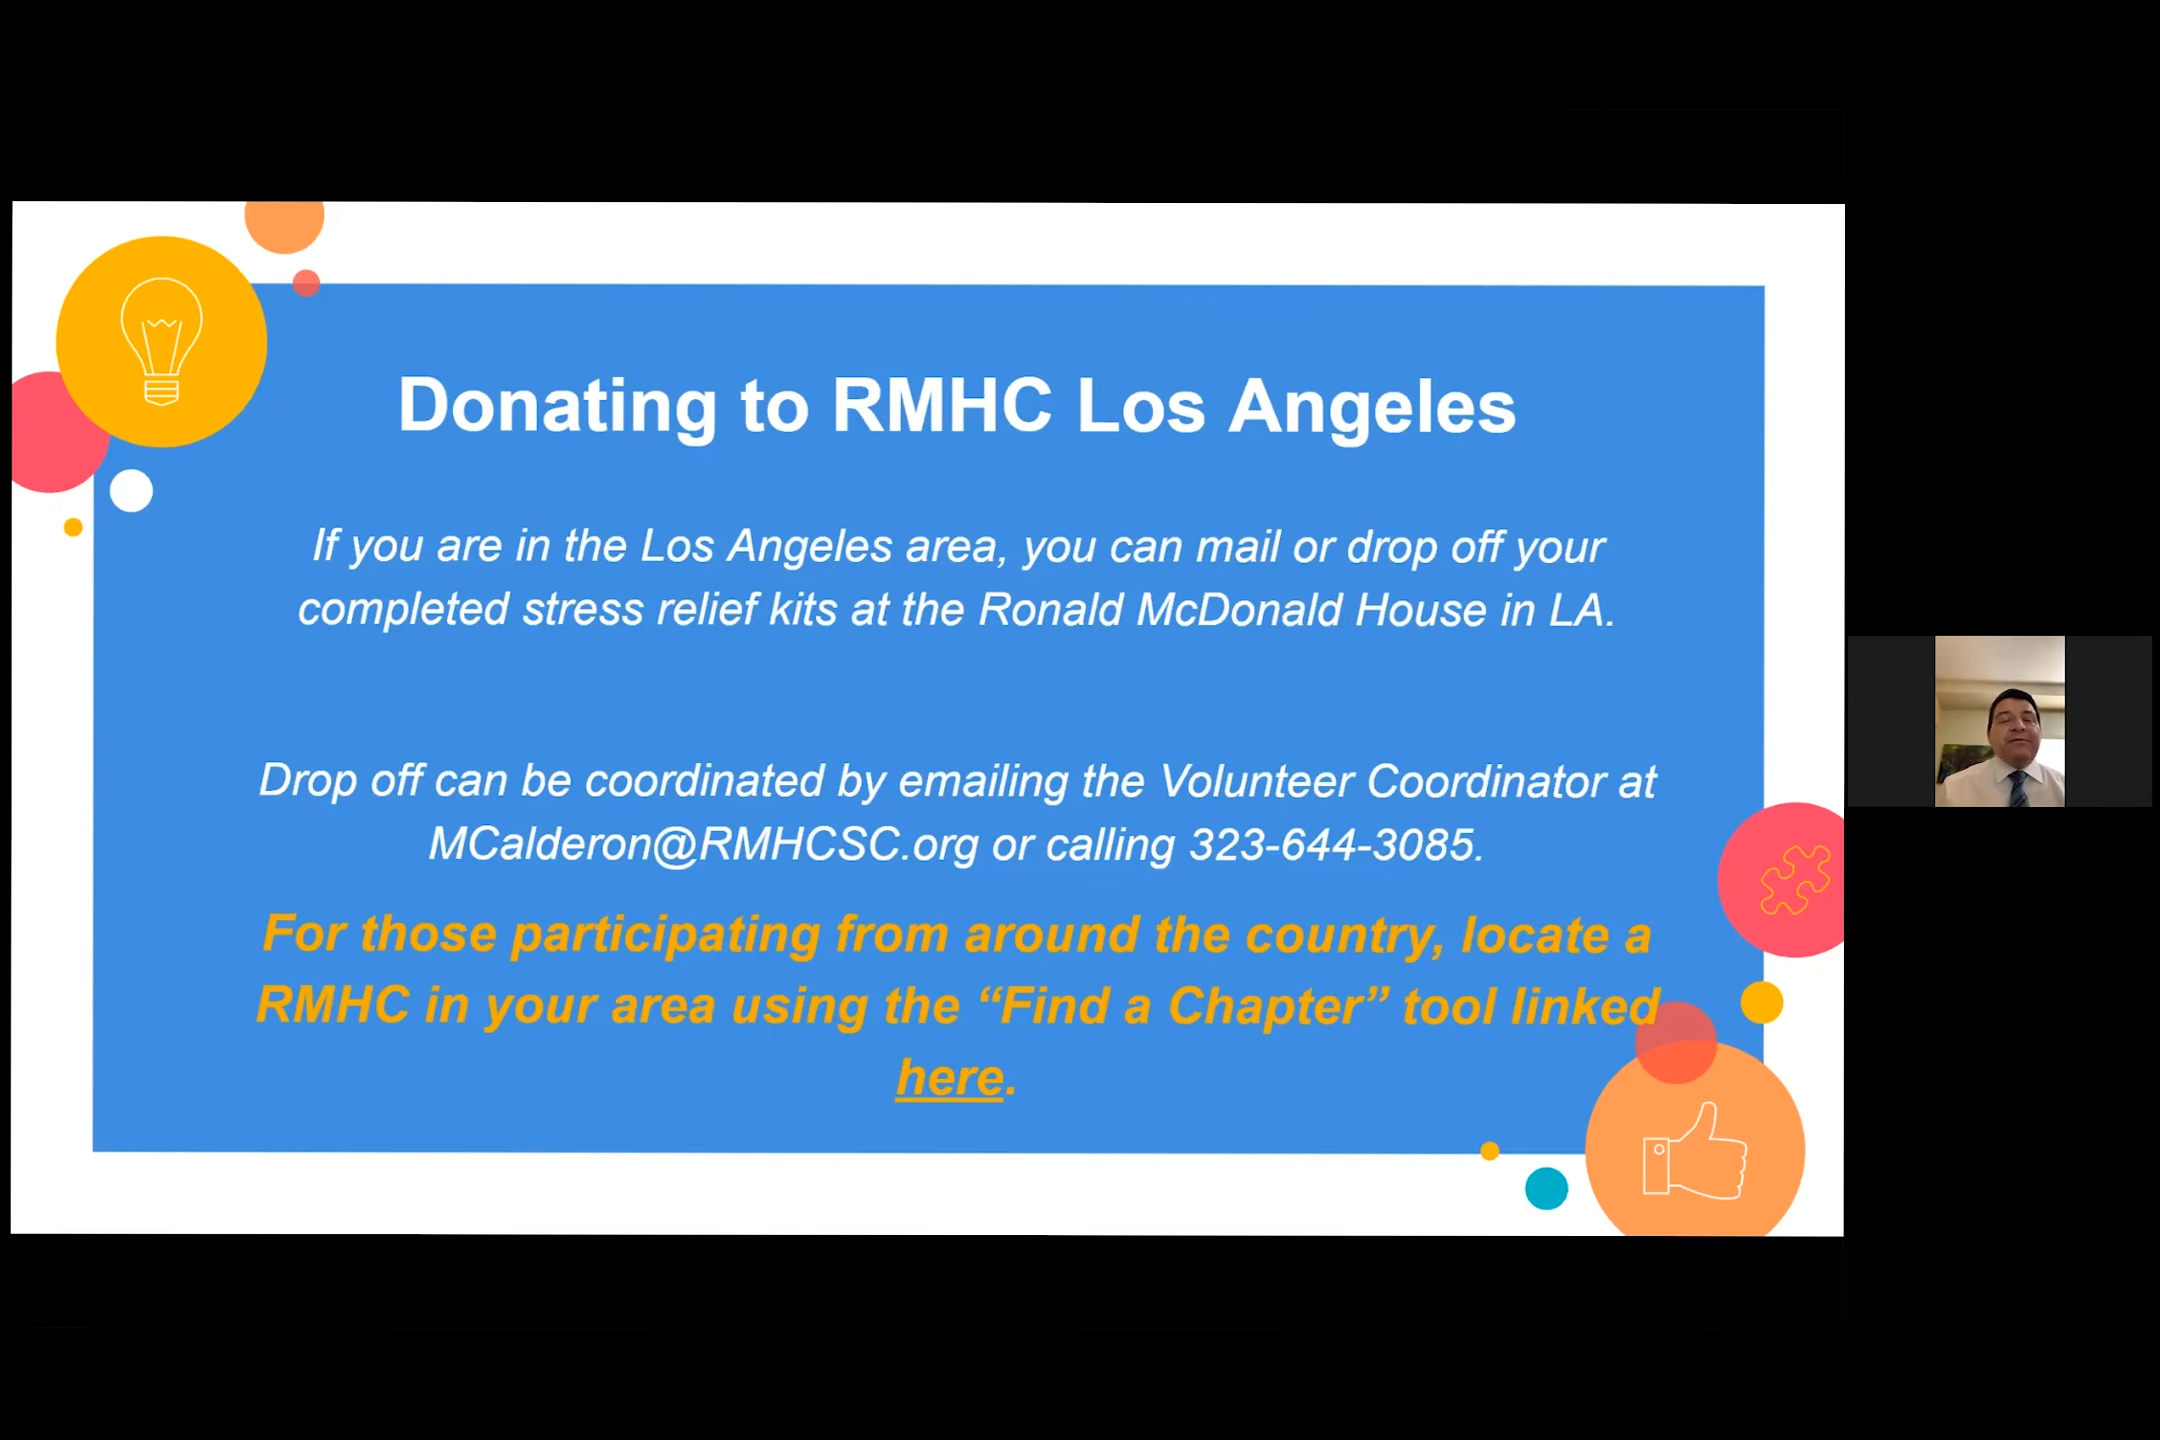 Donating to RMHC Los Angeles
If you are in the Los Angeles area, you can mail or drop off your
completed stress relief kits at the Ronald McDonald House in LA.
Drop off can be coordinated by emailing the Volunteer Coordinator at
MCalderon@RMHCSC.org or calling 323-644-3085.
For those participating from around the country, locate a
RMHC in your area using the “Find a Chapter” tool linked
here.